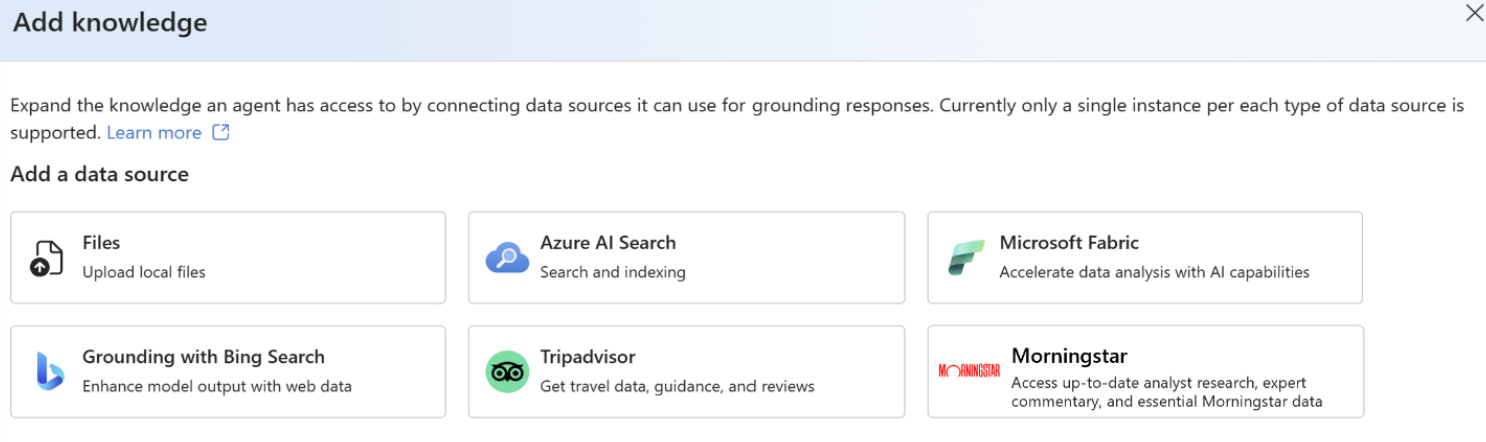 Add knowledge
Expand the knowledge an agent has access to by connecting data sources it can use for grounding responses. Currently only a single instance per each type of data source is
supported. Learn more
Add a data source
Files
Upload local files
Azure AI Search
Search and indexing
Microsoft Fabric
Accelerate data analysis with AI capabilities
Grounding with Bing Search
Enhance model output with web data
Tripadvisor
Get travel data, guidance, and reviews
MORNINGSTAR
Morningstar
Access up-to-date analyst research, expert
commentary, and essential Morningstar data